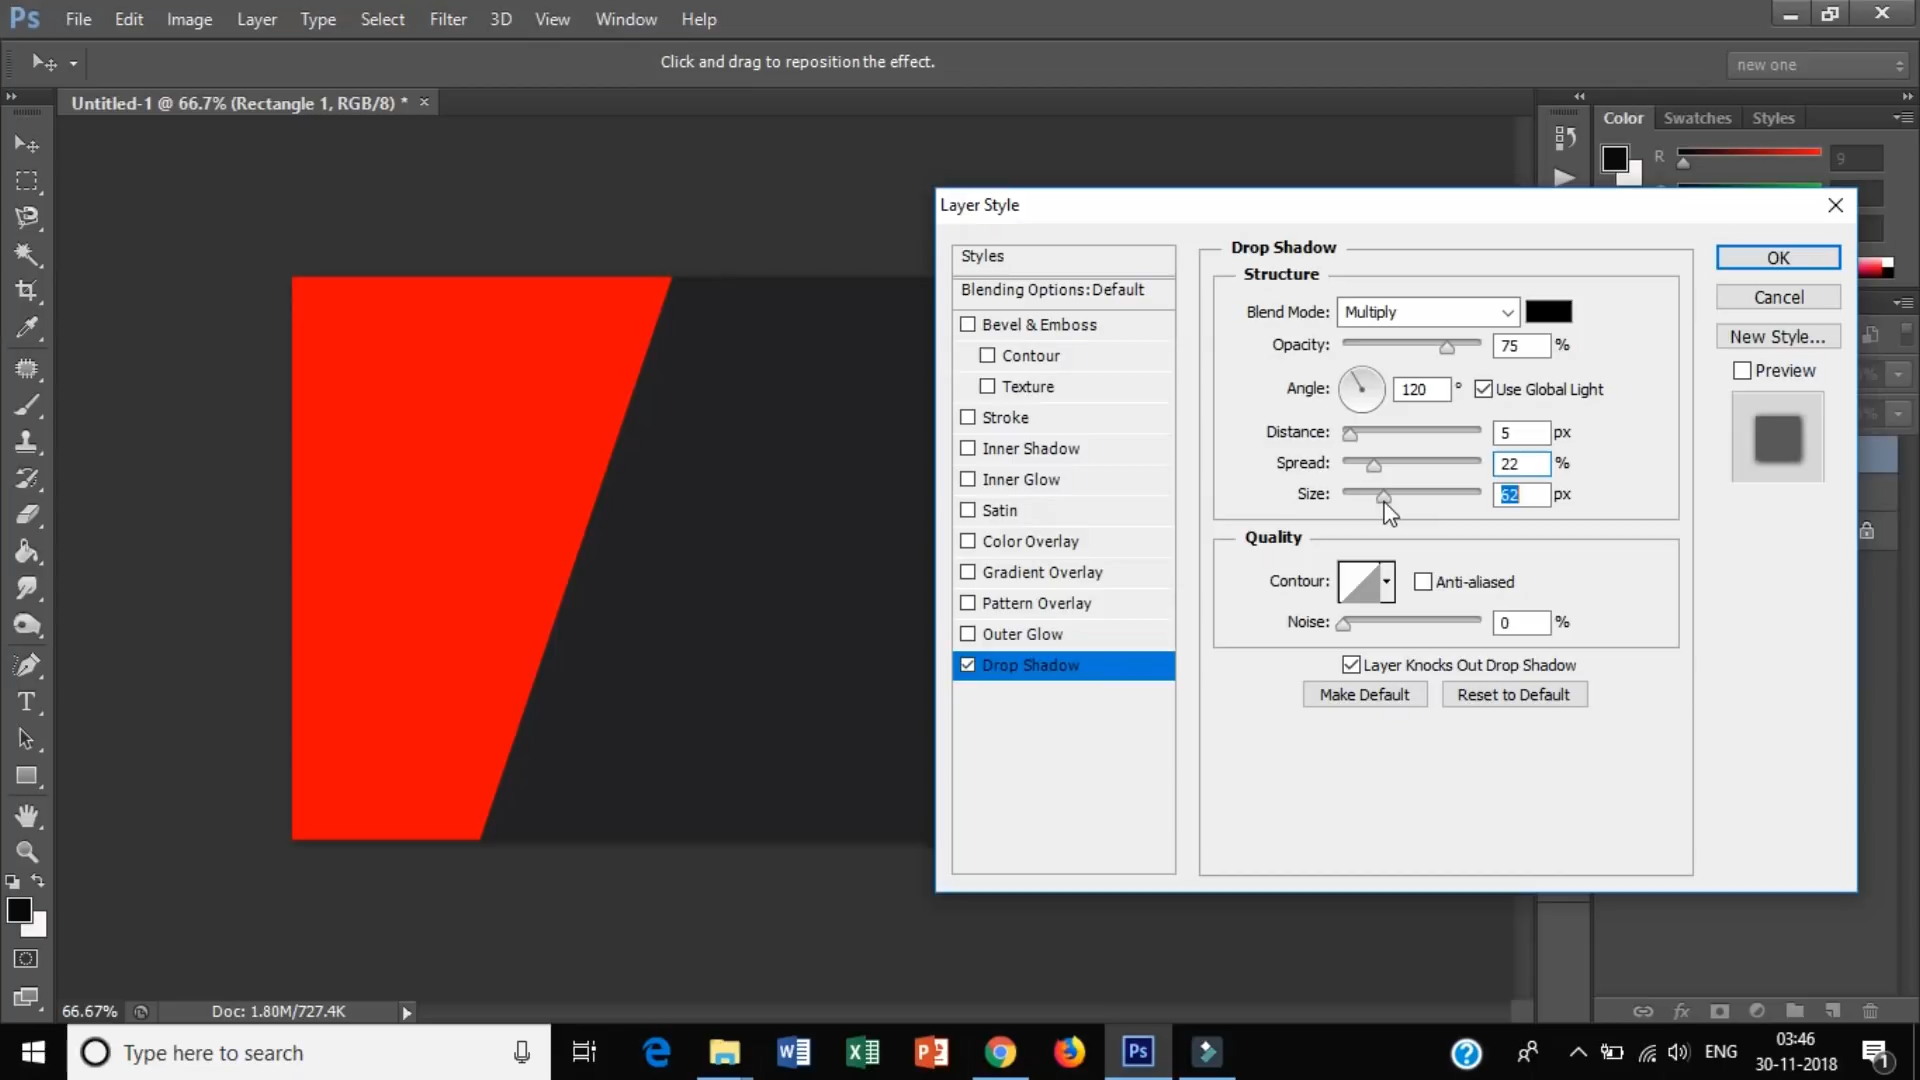 Ps File Edit Image Layer Type Select Filter 3D View Window Help
Click and drag to reposition the effect.
new one
Untitled-1 @ 66.7% (Rectangle 1, RGB/8) *
Color Swatches Styles
R 9
Layer Style
Styles
Blending Options:Default
Bevel & Emboss
Contour
Texture
Stroke
Inner Shadow
Inner Glow
Satin
Color Overlay
Gradient Overlay
Pattern Overlay
Outer Glow
Drop Shadow
Drop Shadow
Structure
Blend Mode: Multiply
Opacity: 75 %
Angle: 120 ° Use Global Light
Distance: 5 px
Spread: 22 %
Size: 62 px
Quality
Contour: Anti-aliased
Noise: 0 %
Layer Knocks Out Drop Shadow
Make Default Reset to Default
OK
Cancel
New Style...
Preview
T
66.67% Doc: 1.80M/727.4K
fx
Type here to search
Ps
ENG
03:46
30-11-2018
1